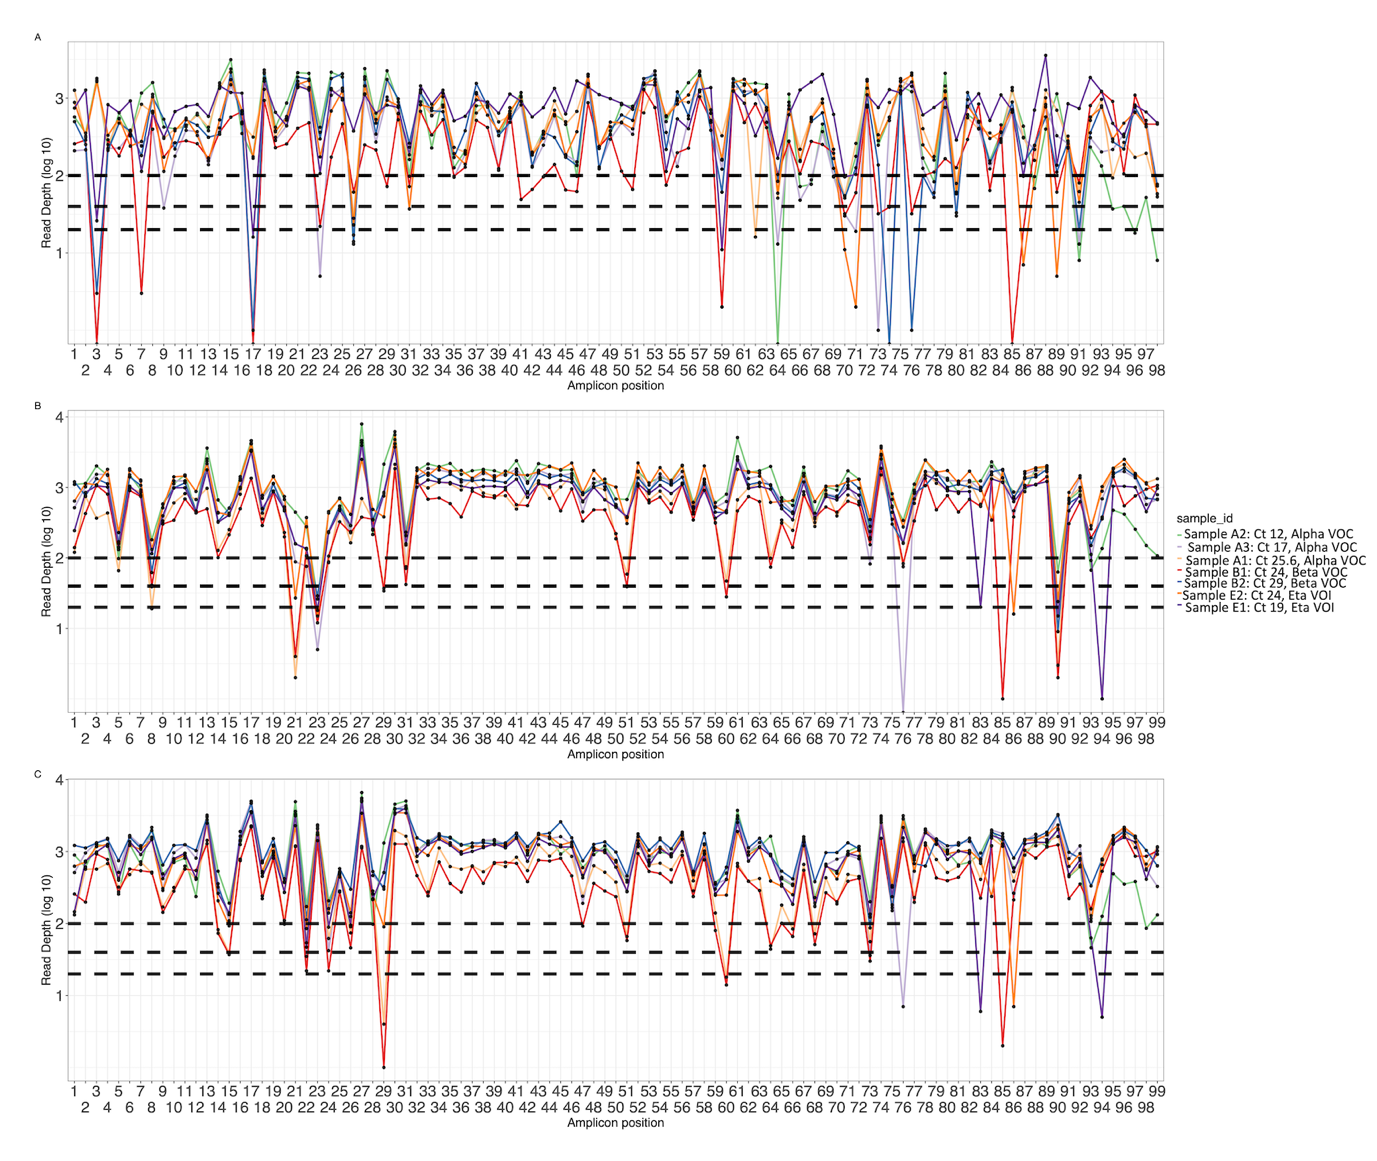 A
Read Depth (log 10)
3
2
1
1 3 5 7 9 11 13 15 17 19 21 23 25 27 29 31 33 35 37 39 41 43 45 47 49 51 53 55 57 59 61 63 65 67 69 71 73 75 77 79 81 83 85 87 89 91 93 95 97
2 4 6 8 10 12 14 16 18 20 22 24 26 28 30 32 34 36 38 40 42 44 46 48 50 52 54 56 58 60 62 64 66 68 70 72 74 76 78 80 82 84 86 88 90 92 94 96 98
Amplicon position
B
Read Depth (log 10)
4
3
2
1
1 3 5 7 9 11 13 15 17 19 21 23 25 27 29 31 33 35 37 39 41 43 45 47 49 51 53 55 57 59 61 63 65 67 69 71 73 75 77 79 81 83 85 87 89 91 93 95 97 99
2 4 6 8 10 12 14 16 18 20 22 24 26 28 30 32 34 36 38 40 42 44 46 48 50 52 54 56 58 60 62 64 66 68 70 72 74 76 78 80 82 84 86 88 90 92 94 96 98
Amplicon position
sample_id
Sample A2: Ct 12, Alpha VOC
Sample A3: Ct 17, Alpha VOC
Sample A1: Ct 25.6, Alpha VOC
Sample B1: Ct 24, Beta VOC
Sample B2: Ct 29, Beta VOC
Sample E2: Ct 24, Eta VOI
Sample E1: Ct 19, Eta VOI
C
Read Depth (log 10)
4
3
2
1
1 3 5 7 9 11 13 15 17 19 21 23 25 27 29 31 33 35 37 39 41 43 45 47 49 51 53 55 57 59 61 63 65 67 69 71 73 75 77 79 81 83 85 87 89 91 93 95 97 99
2 4 6 8 10 12 14 16 18 20 22 24 26 28 30 32 34 36 38 40 42 44 46 48 50 52 54 56 58 60 62 64 66 68 70 72 74 76 78 80 82 84 86 88 90 92 94 96 98
Amplicon position